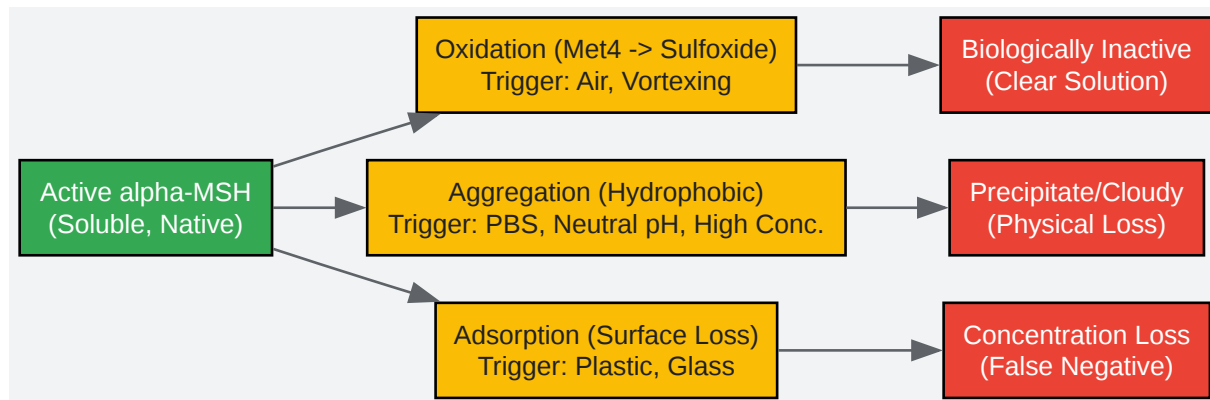 Oxidation (Met4 -> Sulfoxide)
Trigger: Air, Vortexing
Biologically Inactive
(Clear Solution)
Active alpha-MSH
(Soluble, Native)
Aggregation (Hydrophobic)
Trigger: PBS, Neutral pH, High Conc.
Precipitate/Cloudy
(Physical Loss)
Adsorption (Surface Loss)
Trigger: Plastic, Glass
Concentration Loss
(False Negative)